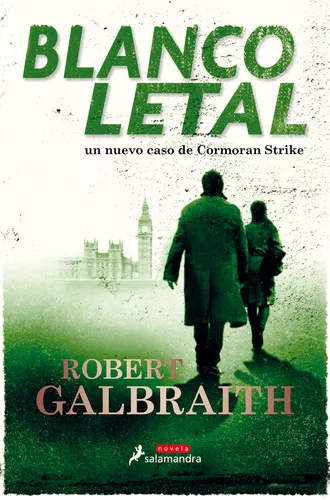 BLANCO
LETAL
un nuevo caso de Cormoran Strike
ROBERT
GALBRAITH
novela
salamandra